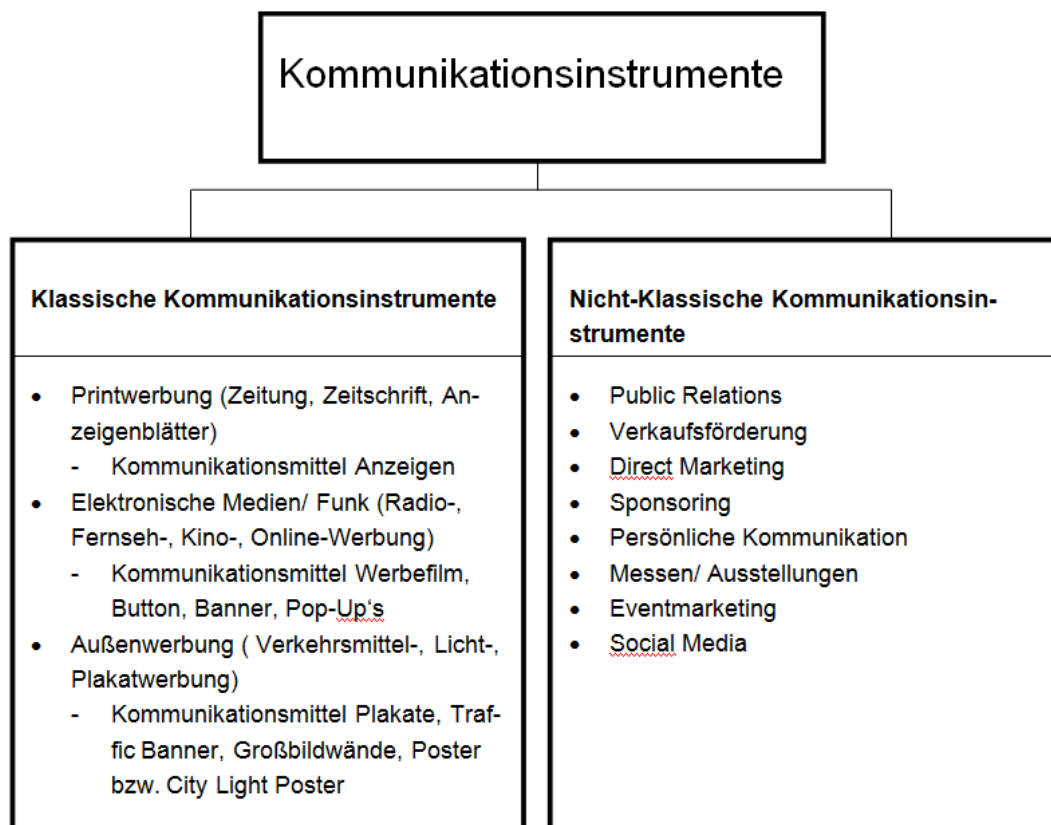 Kommunikationsinstrumente
Klassische Kommunikationsinstrumente
• Printwerbung (Zeitung, Zeitschrift, An-
zeigenblätter)
- Kommunikationsmittel Anzeigen
• Elektronische Medien/ Funk (Radio-,
Fernseh-, Kino-, Online-Werbung)
- Kommunikationsmittel Werbefilm,
Button, Banner, Pop-Up‘s
• Außenwerbung ( Verkehrsmittel-, Licht-,
Plakatwerbung)
- Kommunikationsmittel Plakate, Traf-
fic Banner, Großbildwände, Poster
bzw. City Light Poster
Nicht-Klassische Kommunikationsin-
strumente
• Public Relations
• Verkaufsförderung
• Direct Marketing
• Sponsoring
• Persönliche Kommunikation
• Messen/ Ausstellungen
• Eventmarketing
• Social Media